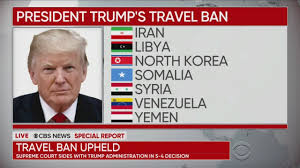 PRESIDENT TRUMP'S TRAVEL BAN
IRAN
LIBYA
NORTH KOREA
SOMALIA
SYRIA
VENEZUELA
YEMEN
LIVE CBS NEWS SPECIAL REPORT
TRAVEL BAN UPHELD
SUPREME COURT SIDES WITH TRUMP ADMINISTRATION IN 5-4 DECISION